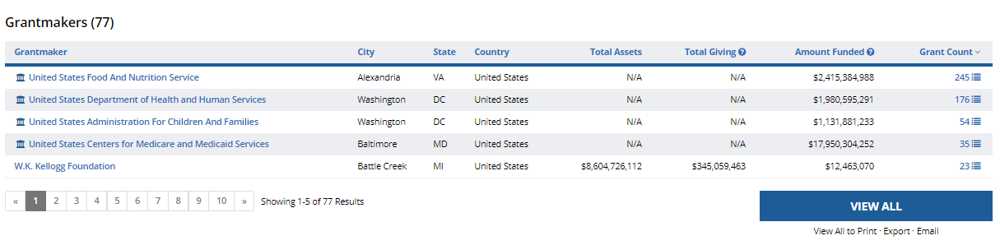 Grantmakers (77)
Grantmaker City State Country Total Assets Total Giving Amount Funded Grant Count
United States Food And Nutrition Service Alexandria VA United States N/A N/A $2,415,384,988 245
United States Department of Health and Human Services Washington DC United States N/A N/A $1,980,595,291 176
United States Administration For Children And Families Washington DC United States N/A N/A $1,131,881,233 54
United States Centers for Medicare and Medicaid Services Baltimore MD United States N/A N/A $17,950,304,252 35
W.K. Kellogg Foundation Battle Creek MI United States $8,604,726,112 $345,059,463 $12,463,070 23
« 1 2 3 4 5 6 7 8 9 10 » Showing 1-5 of 77 Results
VIEW ALL
View All to Print · Export · Email